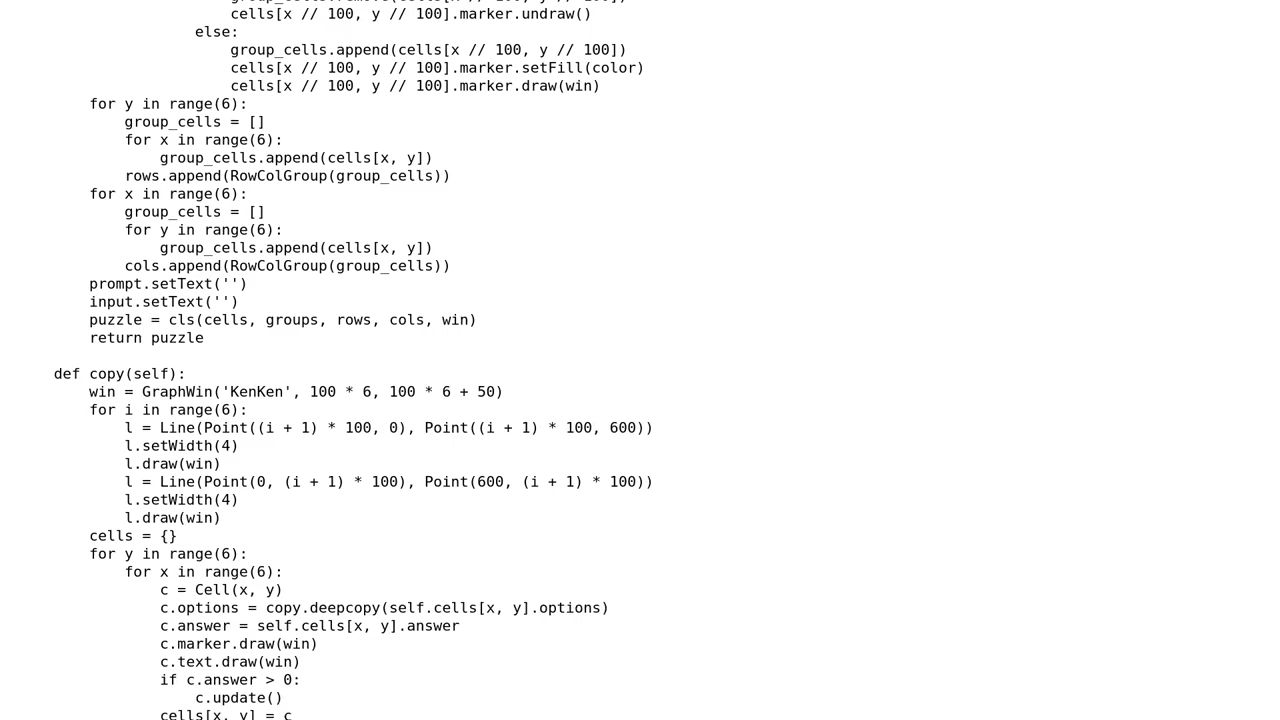 cells[x // 100, y // 100].marker.undraw()
else:
group_cells.append(cells[x // 100, y // 100])
cells[x // 100, y // 100].marker.setFill(color)
cells[x // 100, y // 100].marker.draw(win)
for y in range(6):
group_cells = []
for x in range(6):
group_cells.append(cells[x, y])
rows.append(RowColGroup(group_cells))
for x in range(6):
group_cells = []
for y in range(6):
group_cells.append(cells[x, y])
cols.append(RowColGroup(group_cells))
prompt.setText('')
input.setText('')
puzzle = cls(cells, groups, rows, cols, win)
return puzzle
def copy(self):
win = GraphWin('KenKen', 100 * 6, 100 * 6 + 50)
for i in range(6):
l = Line(Point((i + 1) * 100, 0), Point((i + 1) * 100, 600))
l.setWidth(4)
l.draw(win)
l = Line(Point(0, (i + 1) * 100), Point(600, (i + 1) * 100))
l.setWidth(4)
l.draw(win)
cells = {}
for y in range(6):
for x in range(6):
c = Cell(x, y)
c.options = copy.deepcopy(self.cells[x, y].options)
c.answer = self.cells[x, y].answer
c.marker.draw(win)
c.text.draw(win)
if c.answer > 0:
c.update()
cells[x, y] = c